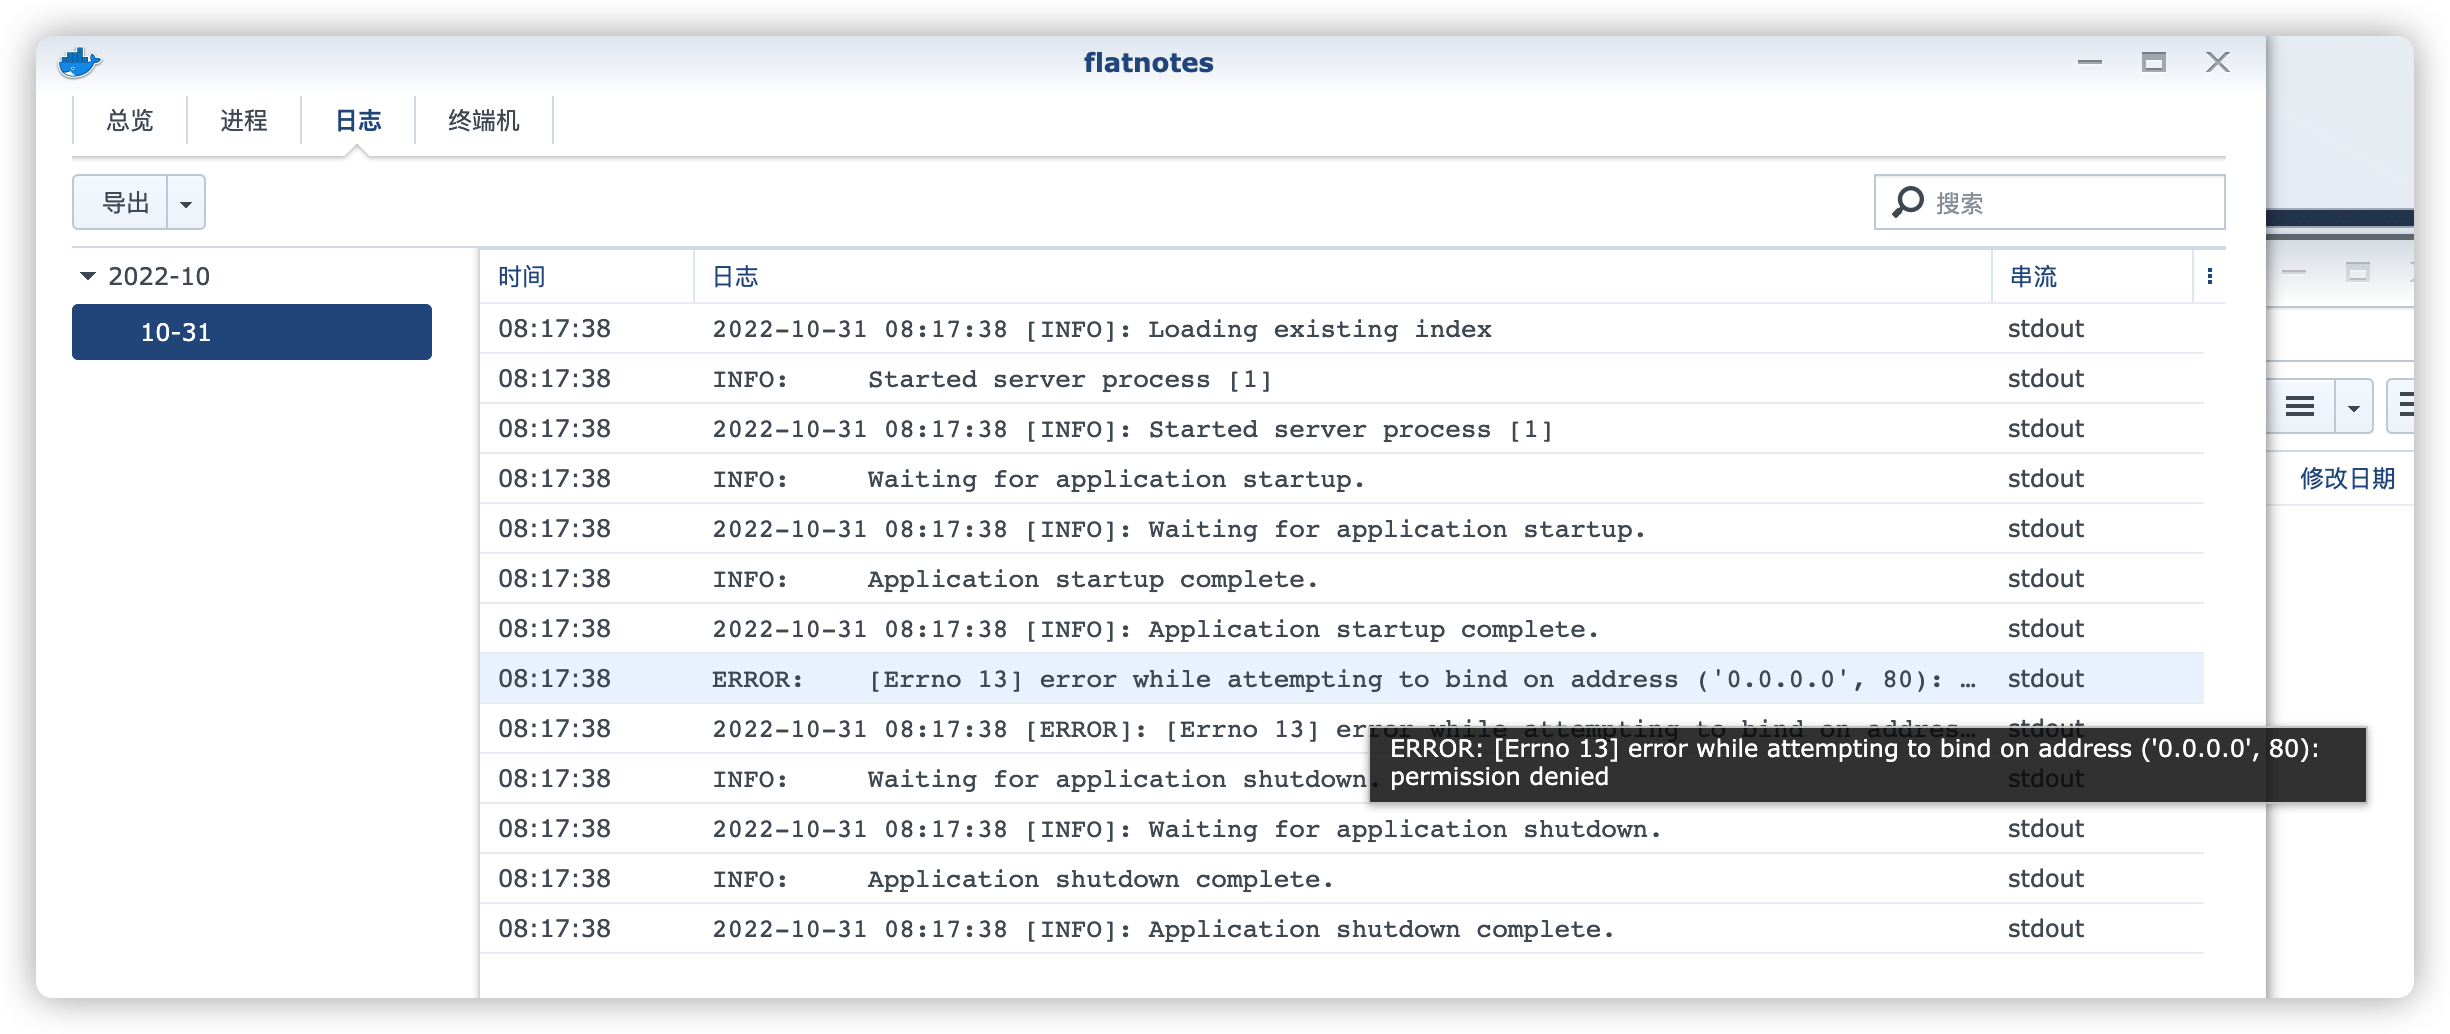 flatnotes
总览 进程 日志 终端机
导出 搜索
2022-10
10-31
时间 日志 串流
08:17:38 2022-10-31 08:17:38 [INFO]: Loading existing index stdout
08:17:38 INFO: Started server process [1] stdout
08:17:38 2022-10-31 08:17:38 [INFO]: Started server process [1] stdout
08:17:38 INFO: Waiting for application startup. stdout
修改日期
08:17:38 2022-10-31 08:17:38 [INFO]: Waiting for application startup. stdout
08:17:38 INFO: Application startup complete. stdout
08:17:38 2022-10-31 08:17:38 [INFO]: Application startup complete. stdout
08:17:38 ERROR: [Errno 13] error while attempting to bind on address ('0.0.0.0', 80): … stdout
08:17:38 2022-10-31 08:17:38 [ERROR]: [Errno 13] error while attempting to bind on addres… stdout
ERROR: [Errno 13] error while attempting to bind on address ('0.0.0.0', 80):
permission denied
08:17:38 INFO: Waiting for application shutdown. stdout
08:17:38 2022-10-31 08:17:38 [INFO]: Waiting for application shutdown. stdout
08:17:38 INFO: Application shutdown complete. stdout
08:17:38 2022-10-31 08:17:38 [INFO]: Application shutdown complete. stdout